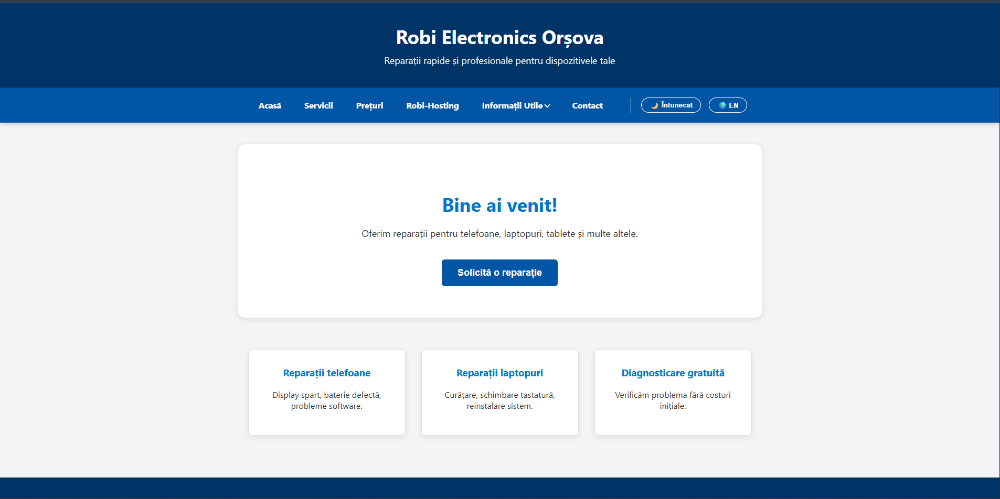 Robi Electronics Orșova
Reparații rapide și profesionale pentru dispozitivele tale
Acasă Servicii Prețuri Robi-Hosting Informații Utile Contact Întunecat EN
Bine ai venit!
Oferim reparații pentru telefoane, laptopuri, tablete și multe altele.
Solicită o reparație
Reparații telefoane
Display spart, baterie defectă,
probleme software.
Reparații laptopuri
Curățare, schimbare tastatură,
reinstalare sistem.
Diagnosticare gratuită
Verificăm problema fără costuri
inițiale.